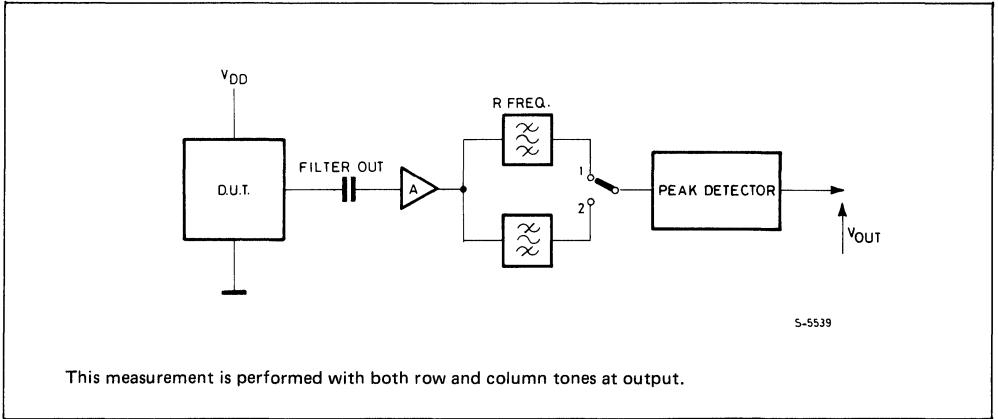 VDD
R FREQ.
FILTER OUT
D.U.T.
A
1
2
PEAK DETECTOR
VOUT
S-5539
This measurement is performed with both row and column tones at output.